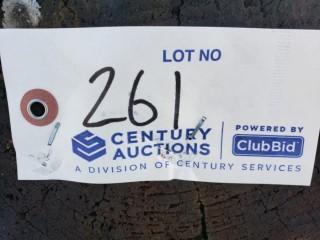 LOT NO
261
CENTURY
AUCTIONS
POWERED BY
ClubBid
A DIVISION OF CENTURY SERVICES